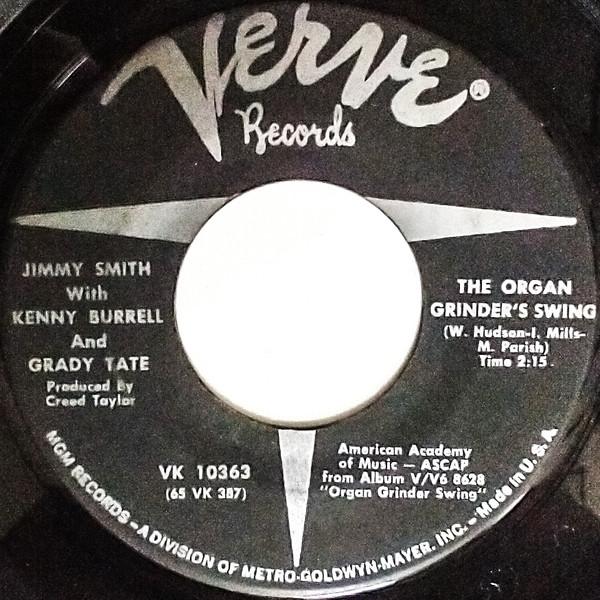 Verve®
Records
JIMMY SMITH
With
KENNY BURRELL
And
GRADY TATE
Produced By
Creed Taylor
THE ORGAN
GRINDER'S SWING
(W. Hudson-I. Mills-
M. Parish)
Time 2:15
VK 10363
(65 VK 387)
American Academy
of Music — ASCAP
from Album V/V6 8628
"Organ Grinder Swing"
MGM RECORDS – A DIVISION OF METRO-GOLDWYN-MAYER, INC. – Made in U.S.A.